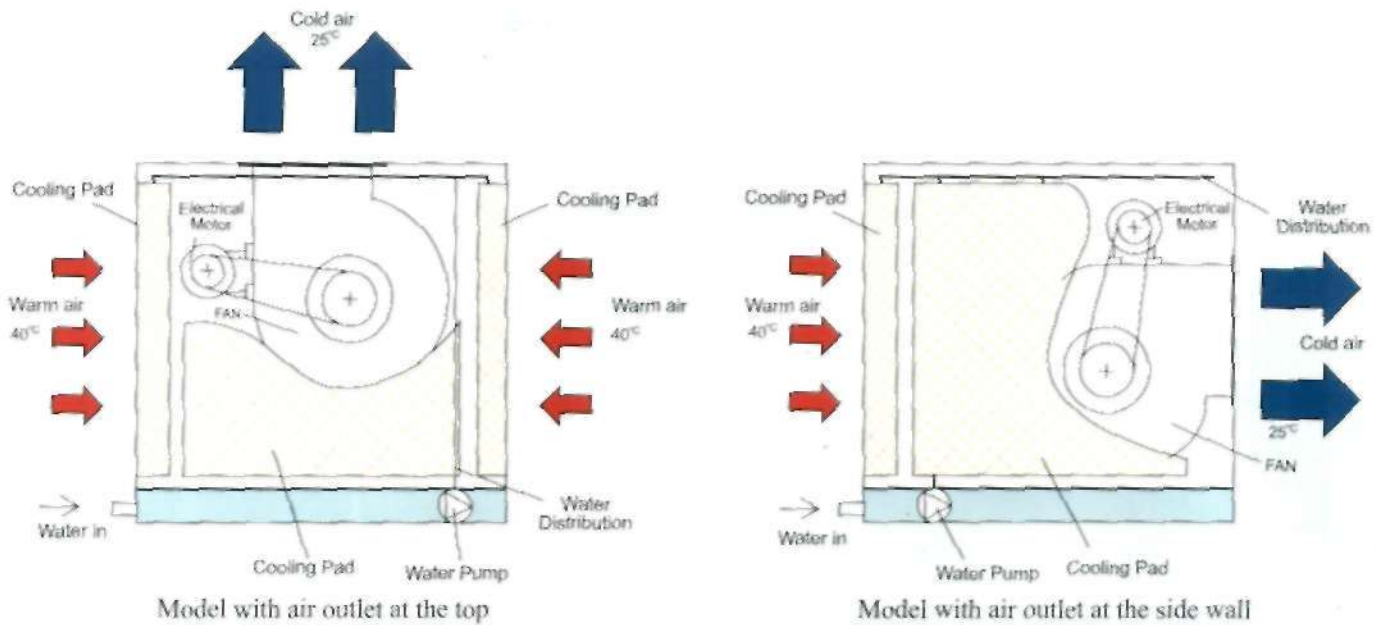 Cold air
25°C
Cooling Pad
Cooling Pad
Electrical
Motor
Warm air
40°C
FAN
Warm air
40°C
Water in
Water
Distribution
Cooling Pad
Water Pump
Model with air outlet at the top
Cooling Pad
Electrical
Motor
Water
Distribution
Warm air
40°C
Cold air
25°C
FAN
Water in
Water Pump
Cooling Pad
Model with air outlet at the side wall